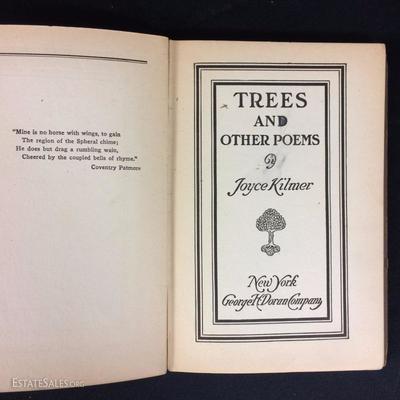 "Mine is no horse with wings, to gain
The region of the Spheral chime;
He does but drag a rumbling wain,
Cheered by the coupled bells of rhyme."
Coventry Patmore
TREES
AND
OTHER POEMS
By
Joyce Kilmer
New York
George H. Doran Company
ESTATESALES.ORG